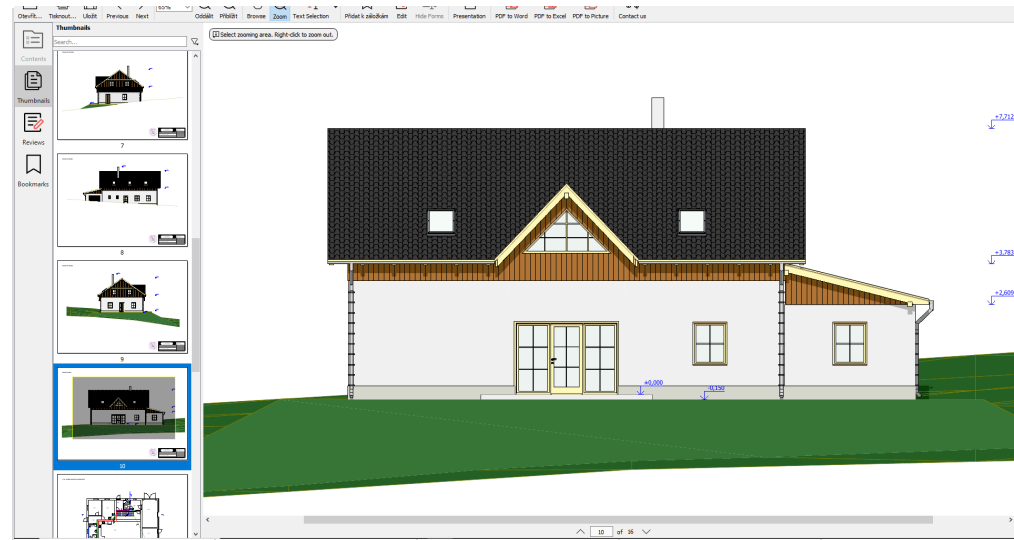 65%
Otevřít... Tisknout... Uložit Previous Next Oddálit Přiblížit Browse Zoom Text Selection Přidat k záložkám Edit Hide Forms Presentation PDF to Word PDF to Excel PDF to Picture Contact us
Thumbnails
Search...
Select zooming area. Right-click to zoom out.
Contents
Thumbnails
Reviews
Bookmarks
7
8
9
10
+7,712
+3,783
+2,609
±0,000
-0,150
10 of 16